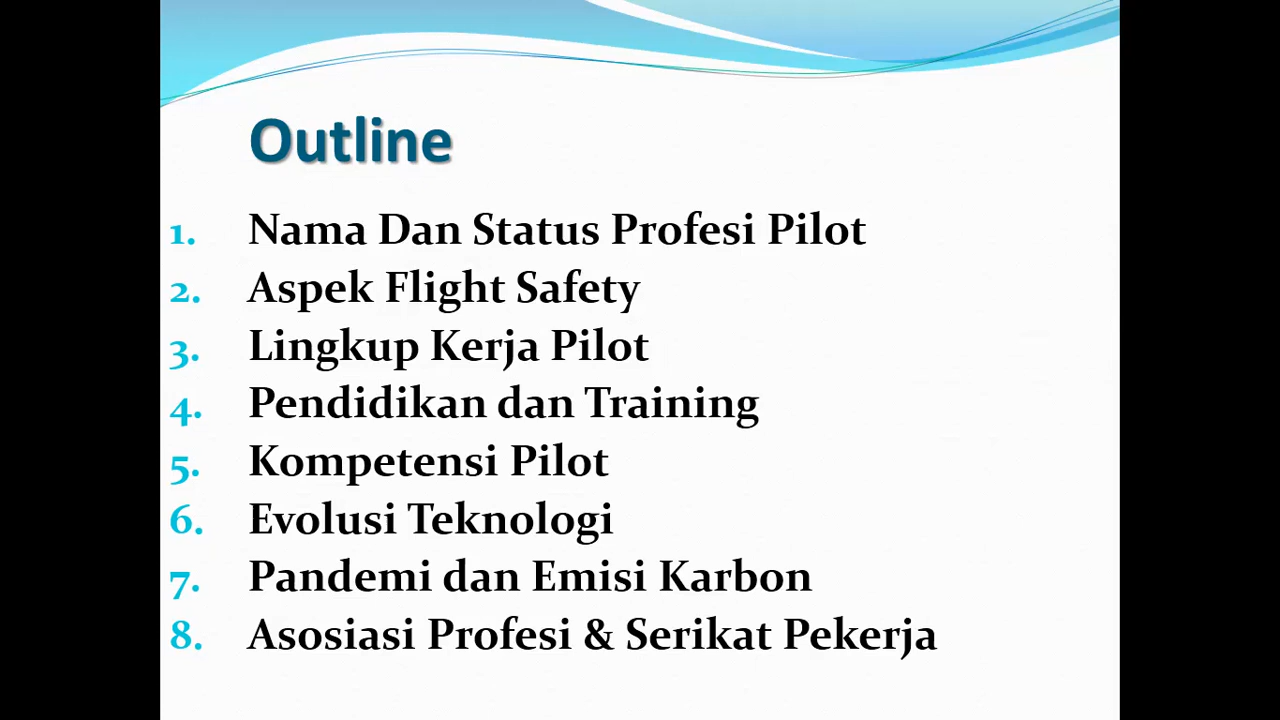 Outline
1. Nama Dan Status Profesi Pilot
2. Aspek Flight Safety
3. Lingkup Kerja Pilot
4. Pendidikan dan Training
5. Kompetensi Pilot
6. Evolusi Teknologi
7. Pandemi dan Emisi Karbon
8. Asosiasi Profesi & Serikat Pekerja